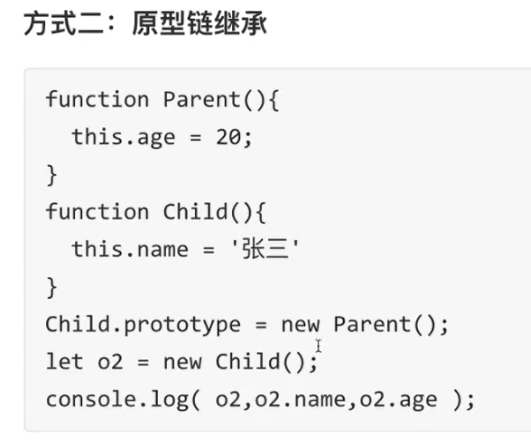 方式二：原型链继承
function Parent(){
  this.age = 20;
}
function Child(){
  this.name = '张三'
}
Child.prototype = new Parent();
let o2 = new Child();
console.log( o2,o2.name,o2.age );